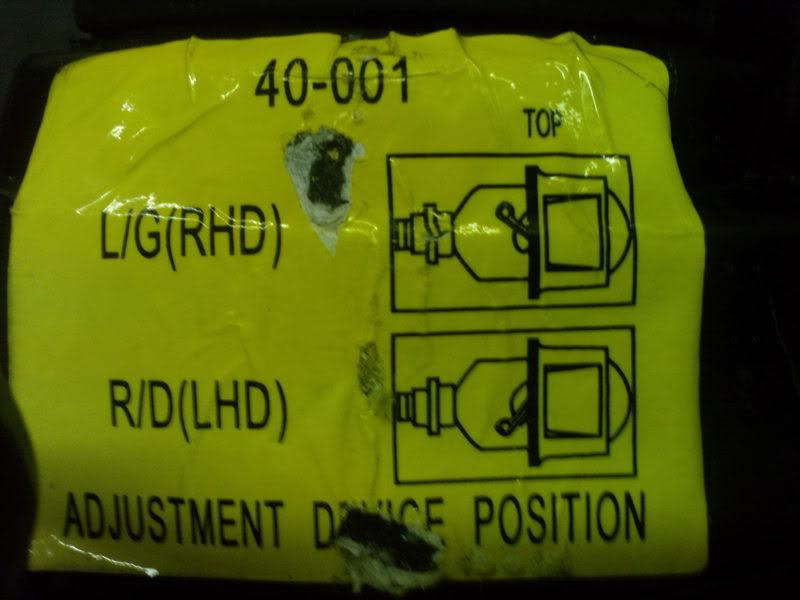 40-001
TOP
L/G(RHD)
R/D(LHD)
ADJUSTMENT DEVICE POSITION